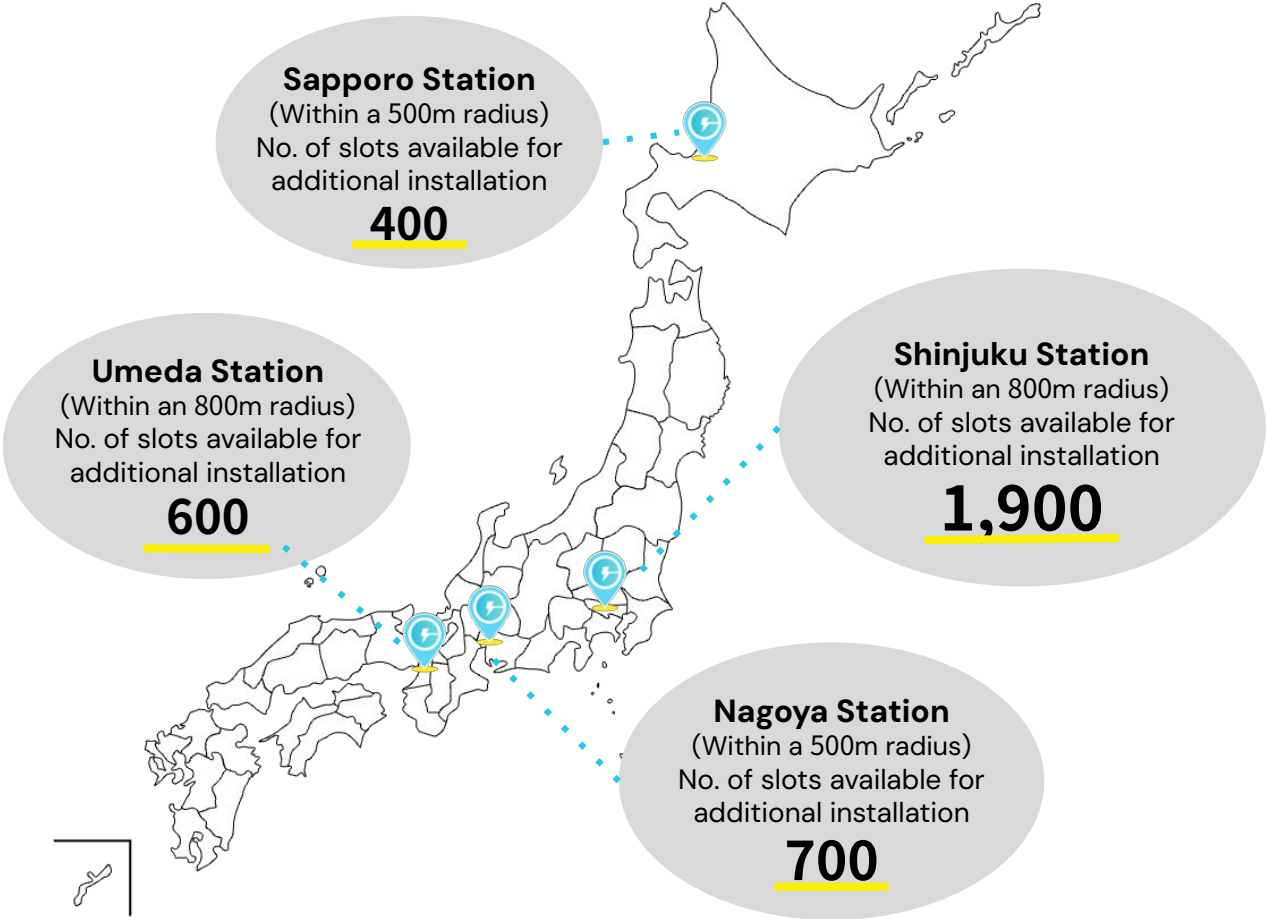 Sapporo Station
(Within a 500m radius)
No. of slots available for
additional installation
400
Umeda Station
(Within an 800m radius)
No. of slots available for
additional installation
600
Shinjuku Station
(Within an 800m radius)
No. of slots available for
additional installation
1,900
Nagoya Station
(Within a 500m radius)
No. of slots available for
additional installation
700